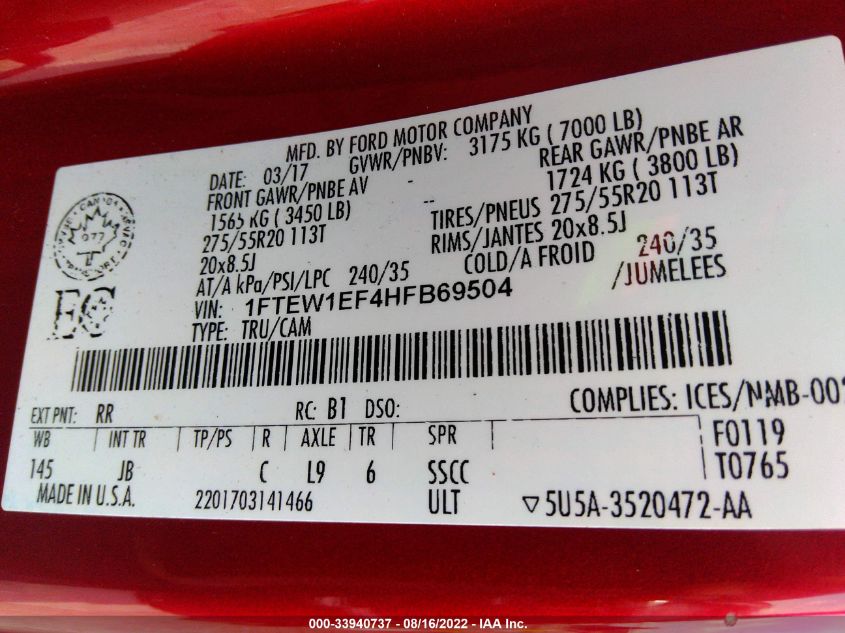 MFD. BY FORD MOTOR COMPANY
DATE: 03/17 GVWR/PNBV: 3175 KG ( 7000 LB)
FRONT GAWR/PNBE AV - REAR GAWR/PNBE AR
1565 KG ( 3450 LB) -- 1724 KG ( 3800 LB)
275/55R20 113T TIRES/PNEUS 275/55R20 113T
20x8.5J RIMS/JANTES 20x8.5J
AT/A kPa/PSI/LPC 240/35 COLD/A FROID 240/35
VIN: 1FTEW1EF4HFB69504 /JUMELEES
TYPE: TRU/CAM
EC
EXT PNT: RR RC: B1 DSO: COMPLIES: ICES/NMB-00
WB INT TR TP/PS R AXLE TR SPR F0119
145 JB C L9 6 SSCC T0765
MADE IN U.S.A. 2201703141466 ULT 5U5A-3520472-AA
000-33940737 - 08/16/2022 - IAA Inc.